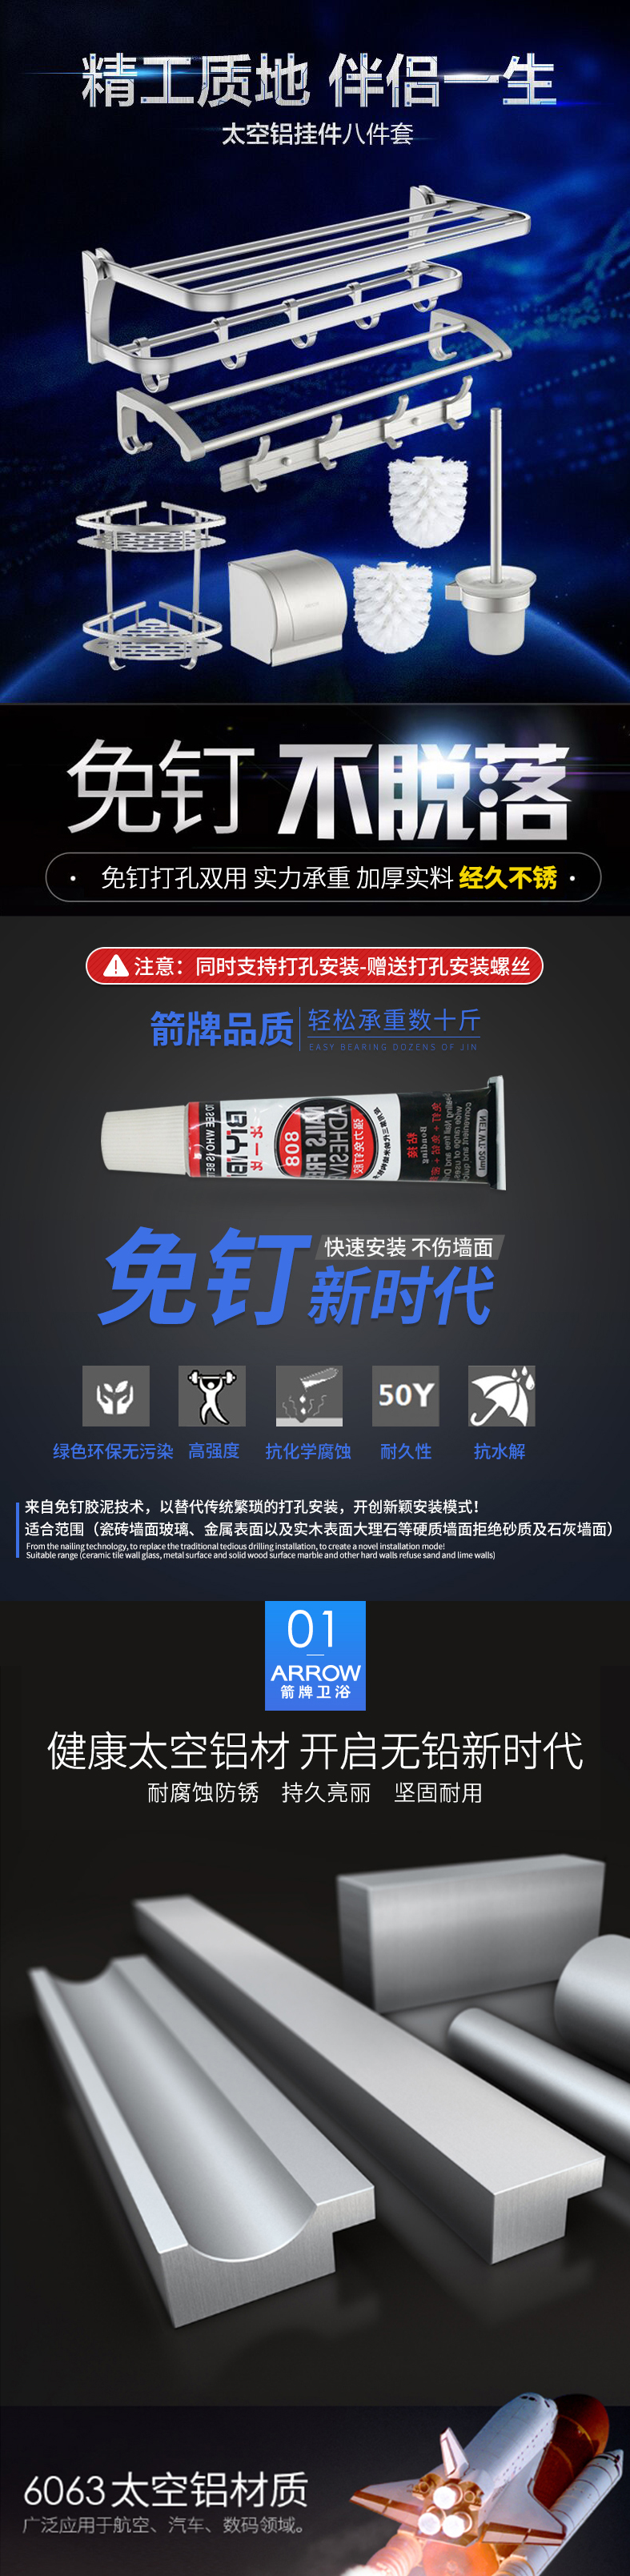 精工质地 伴侣一生
太空铝挂件八件套
免钉 不脱落
免钉打孔双用 实力承重 加厚实料 经久不锈
注意：同时支持打孔安装-赠送打孔安装螺丝
箭牌品质
轻松承重数十斤
EASY BEARING DOZENS OF JIN
808
ADHESIVE
NAILS FREE
免钉
快速安装 不伤墙面
新时代
50Y
绿色环保无污染 高强度 抗化学腐蚀 耐久性 抗水解
来自免钉胶泥技术，以替代传统繁琐的打孔安装，开创新颖安装模式！
适合范围（瓷砖墙面玻璃、金属表面以及实木表面大理石等硬质墙面拒绝砂质及石灰墙面）
From the nailing technology, to replace the traditional tedious drilling installation, to create a novel installation mode!
Suitable range (ceramic tile wall glass, metal surface and solid wood surface marble and other hard walls refuse sand and lime walls)
01
ARROW
箭牌卫浴
健康太空铝材 开启无铅新时代
耐腐蚀防锈 持久亮丽 坚固耐用
6063太空铝材质
广泛应用于航空、汽车、数码领域。